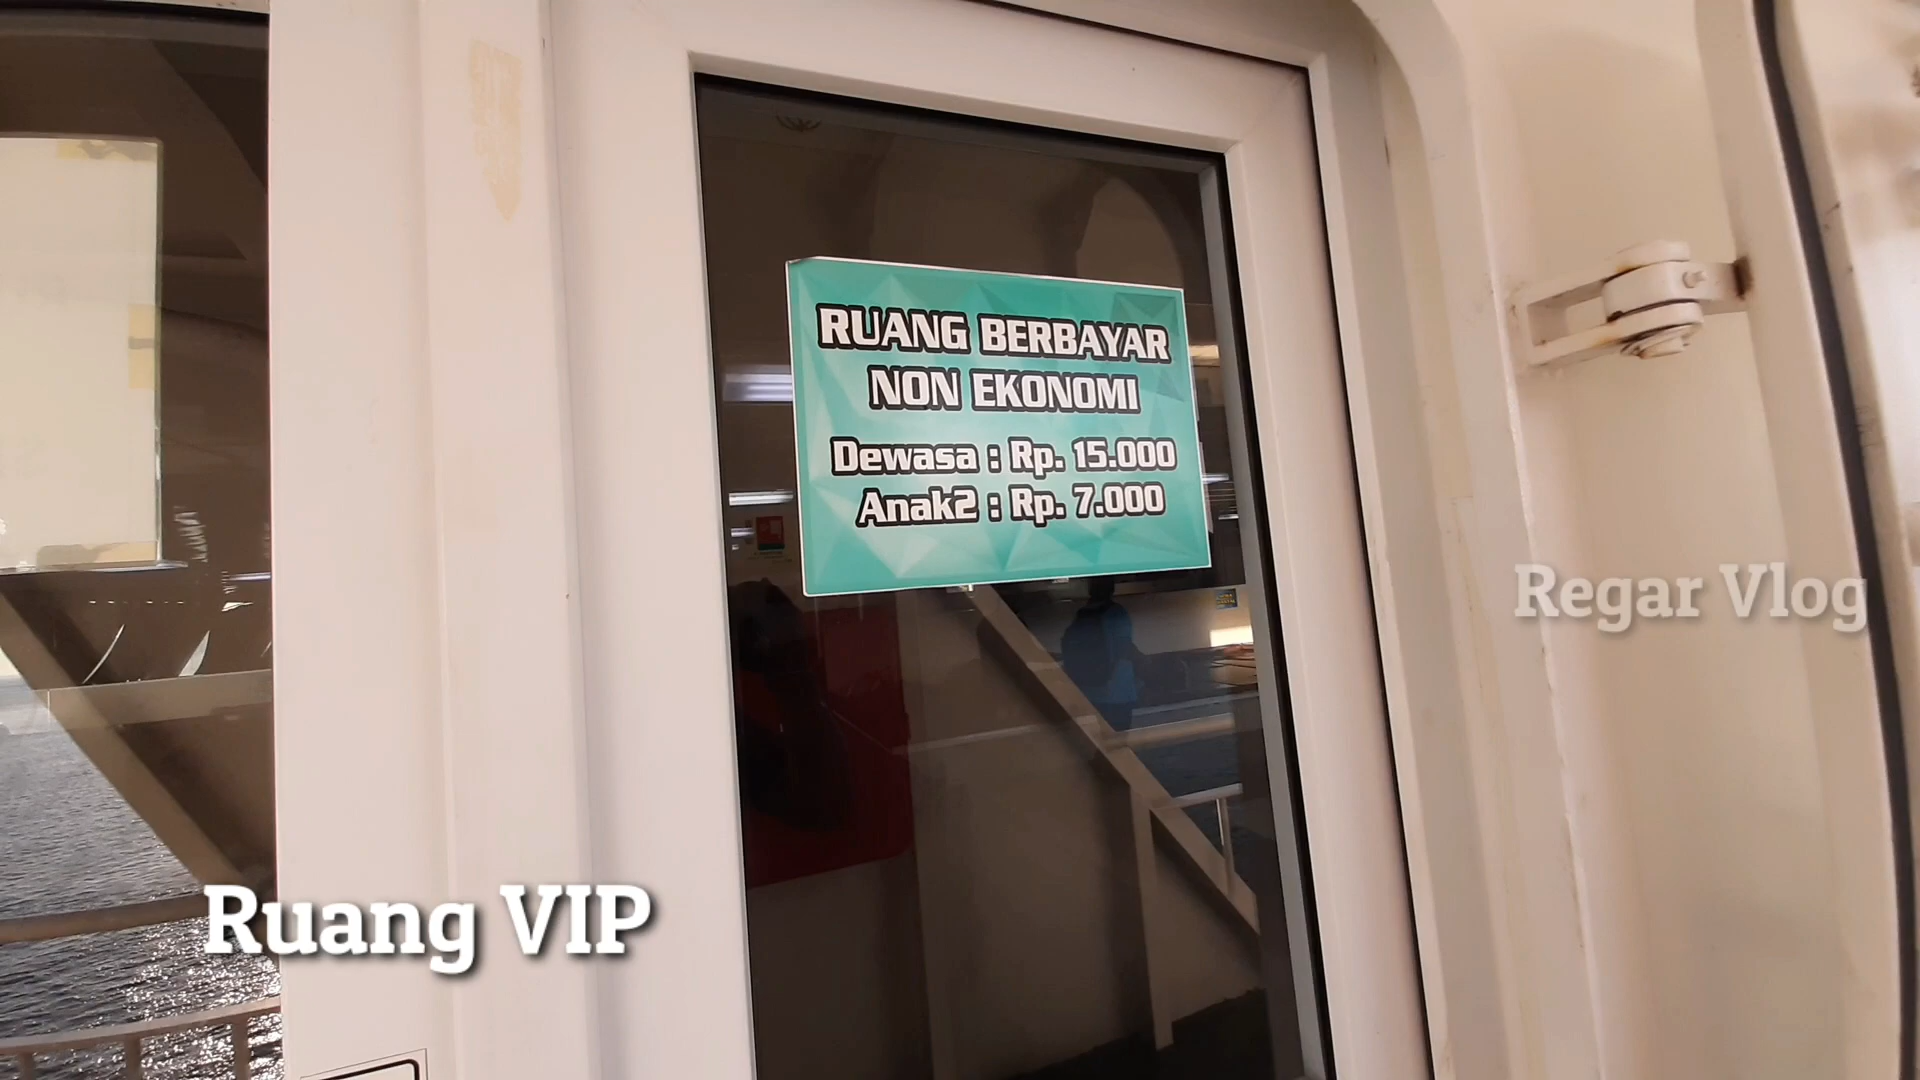 RUANG BERBAYAR
NON EKONOMI
Dewasa : Rp. 15.000
Anak2 : Rp. 7.000
Regar Vlog
Ruang VIP